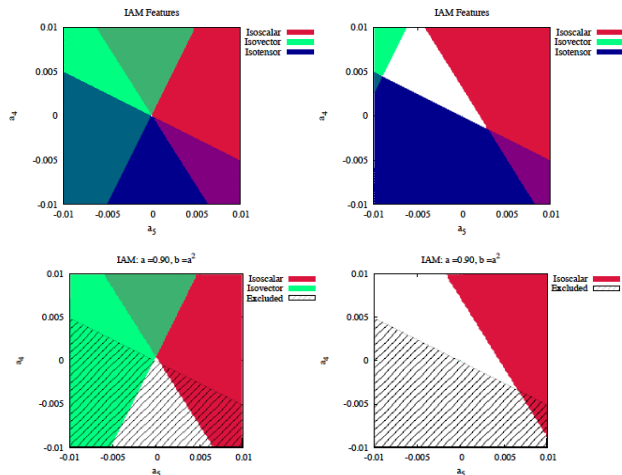 IAM Features
Isoscalar
Isovector
Isotensor
a4
0.01
0.005
0
-0.005
-0.01
-0.01 -0.005 0 0.005 0.01
a5
IAM Features
Isoscalar
Isovector
Isotensor
a4
0.01
0.005
0
-0.005
-0.01
-0.01 -0.005 0 0.005 0.01
a5
IAM: a =0.90, b =a²
Isoscalar
Isovector
Excluded
a4
0.01
0.005
0
-0.005
-0.01
-0.01 -0.005 0 0.005 0.01
a5
IAM: a =0.90, b =a²
Isoscalar
Excluded
a4
0.01
0.005
0
-0.005
-0.01
-0.01 -0.005 0 0.005 0.01
a5